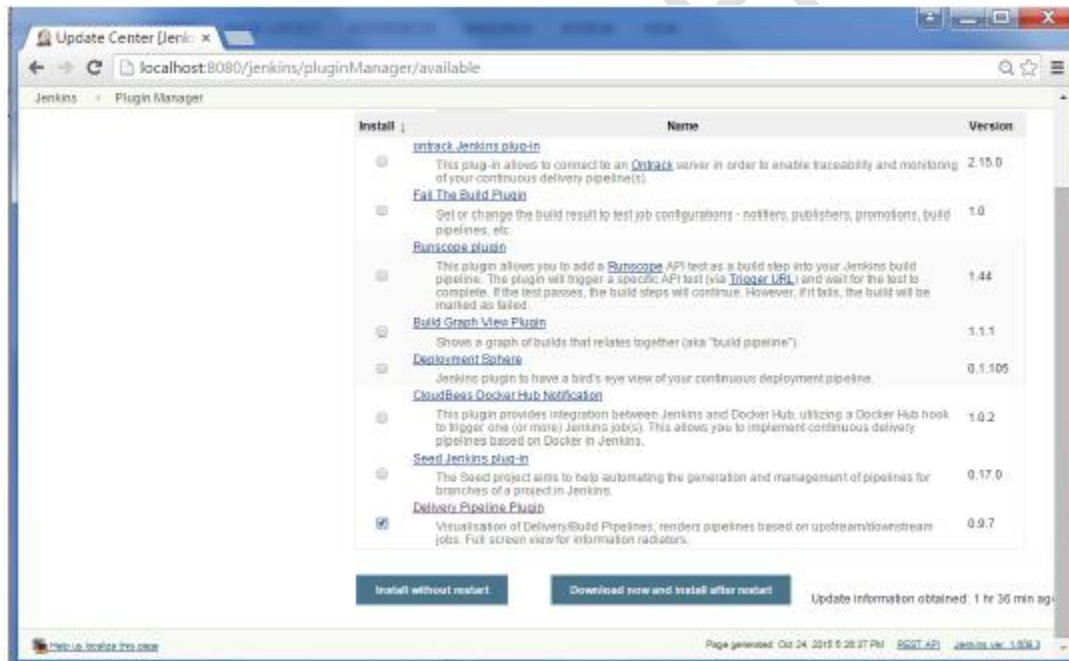 Update Center [Jenk
localhost:8080/jenkins/pluginManager/available
Jenkins
Plugin Manager
Install ↓ Name Version
ontrack Jenkins plug-in
This plug-in allows to connect to an Ontrack server in order to enable traceability and monitoring 2.15.0
of your continuous delivery pipeline(s).
Fail The Build Plugin
Set or change the build result to test job configurations - notifiers, publishers, promotions, build 1.0
pipelines, etc.
Runscope plugin
This plugin allows you to add a Runscope API test as a build step into your Jenkins build
pipeline. The plugin will trigger a specific API test (via Trigger URL) and wait for the test to 1.44
complete. If the test passes, the build steps will continue. However, if it fails, the build will be
marked as failed.
Build Graph View Plugin
Shows a graph of builds that relates together (aka "build pipeline"). 1.1.1
Deployment Sphere
Jenkins plugin to have a bird's eye view of your continuous deployment pipeline. 0.1.105
CloudBees Docker Hub Notification
This plugin provides integration between Jenkins and Docker Hub, utilizing a Docker Hub hook 1.0.2
to trigger one (or more) Jenkins job(s). This allows you to implement continuous delivery
pipelines based on Docker in Jenkins.
Seed Jenkins plug-in
The Seed project aims to help automating the generation and management of pipelines for 0.17.0
branches of a project in Jenkins.
Delivery Pipeline Plugin
Visualisation of Delivery/Build Pipelines, renders pipelines based on upstream/downstream 0.9.7
jobs. Full screen view for information radiators.
Install without restart Download now and install after restart
Update information obtained: 1 hr 36 min ago
Help us localize this page
Page generated: Oct 24, 2015 PM REST API Jenkins ver. 1.609.3